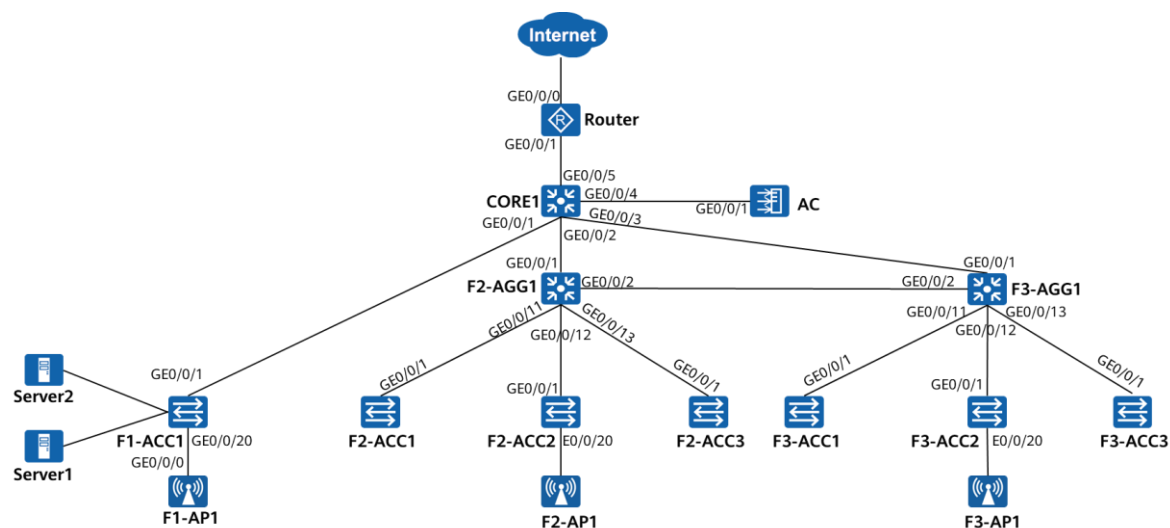 Internet
GE0/0/0
R
Router
GE0/0/1
GE0/0/5
CORE1
GE0/0/4
GE0/0/1
AC
GE0/0/1
GE0/0/3
GE0/0/2
GE0/0/1
GE0/0/1
F2-AGG1
GE0/0/2
GE0/0/2
F3-AGG1
GE0/0/11
GE0/0/12
GE0/0/13
GE0/0/11
GE0/0/12
GE0/0/13
Server2
GE0/0/1
GE0/0/1
GE0/0/1
GE0/0/1
GE0/0/1
GE0/0/1
GE0/0/1
Server1
F1-ACC1
GE0/0/20
F2-ACC1
F2-ACC2
E0/0/20
F2-ACC3
F3-ACC1
F3-ACC2
E0/0/20
F3-ACC3
GE0/0/0
F1-AP1
F2-AP1
F3-AP1